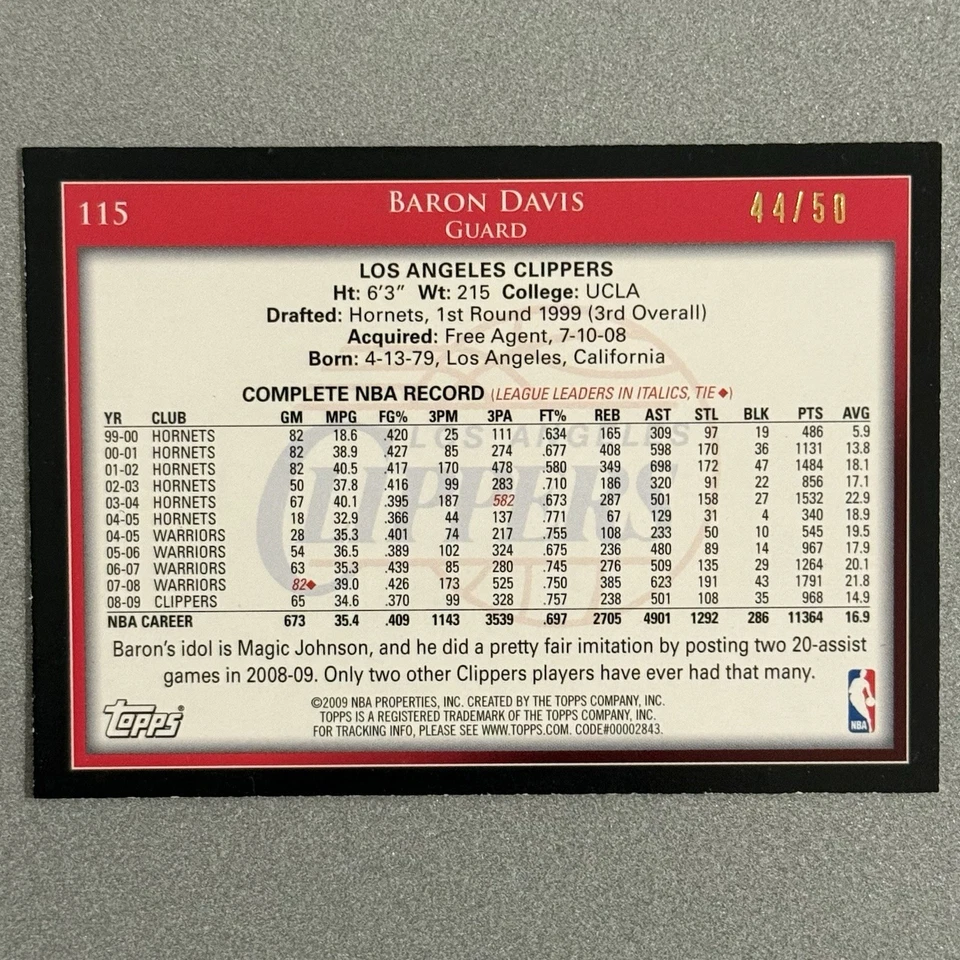 115 BARON DAVIS 44/50
GUARD
LOS ANGELES CLIPPERS
Ht: 6'3" Wt: 215 College: UCLA
Drafted: Hornets, 1st Round 1999 (3rd Overall)
Acquired: Free Agent, 7-10-08
Born: 4-13-79, Los Angeles, California
COMPLETE NBA RECORD (LEAGUE LEADERS IN ITALICS, TIE◆)
YR CLUB GM MPG FG% 3PM 3PA FT% REB AST STL BLK PTS AVG
99-00 HORNETS 82 18.6 .420 25 111 .634 165 309 97 19 486 5.9
00-01 HORNETS 82 38.9 .427 85 274 .677 408 598 170 36 1131 13.8
01-02 HORNETS 82 40.5 .417 170 478 .580 349 698 172 47 1484 18.1
02-03 HORNETS 50 37.8 .416 99 283 .710 186 320 91 22 856 17.1
03-04 HORNETS 67 40.1 .395 187 582 .673 287 501 158 27 1532 22.9
04-05 HORNETS 18 32.9 .366 44 137 .771 67 129 31 4 340 18.9
04-05 WARRIORS 28 35.3 .401 74 217 .755 108 233 50 10 545 19.5
05-06 WARRIORS 54 36.5 .389 102 324 .675 236 480 89 14 967 17.9
06-07 WARRIORS 63 35.3 .439 85 280 .745 276 509 135 29 1264 20.1
07-08 WARRIORS 82◆ 39.0 .426 173 525 .750 385 623 191 43 1791 21.8
08-09 CLIPPERS 65 34.6 .370 99 328 .757 238 501 108 35 968 14.9
NBA CAREER 673 35.4 .409 1143 3539 .697 2705 4901 1292 286 11364 16.9
LOS ANGELES
CLIPPERS
Baron's idol is Magic Johnson, and he did a pretty fair imitation by posting two 20-assist
games in 2008-09. Only two other Clippers players have ever had that many.
©2009 NBA PROPERTIES, INC. CREATED BY THE TOPPS COMPANY, INC.
TOPPS IS A REGISTERED TRADEMARK OF THE TOPPS COMPANY, INC.
FOR TRACKING INFO, PLEASE SEE WWW.TOPPS.COM. CODE#00002843.
Topps®
NBA